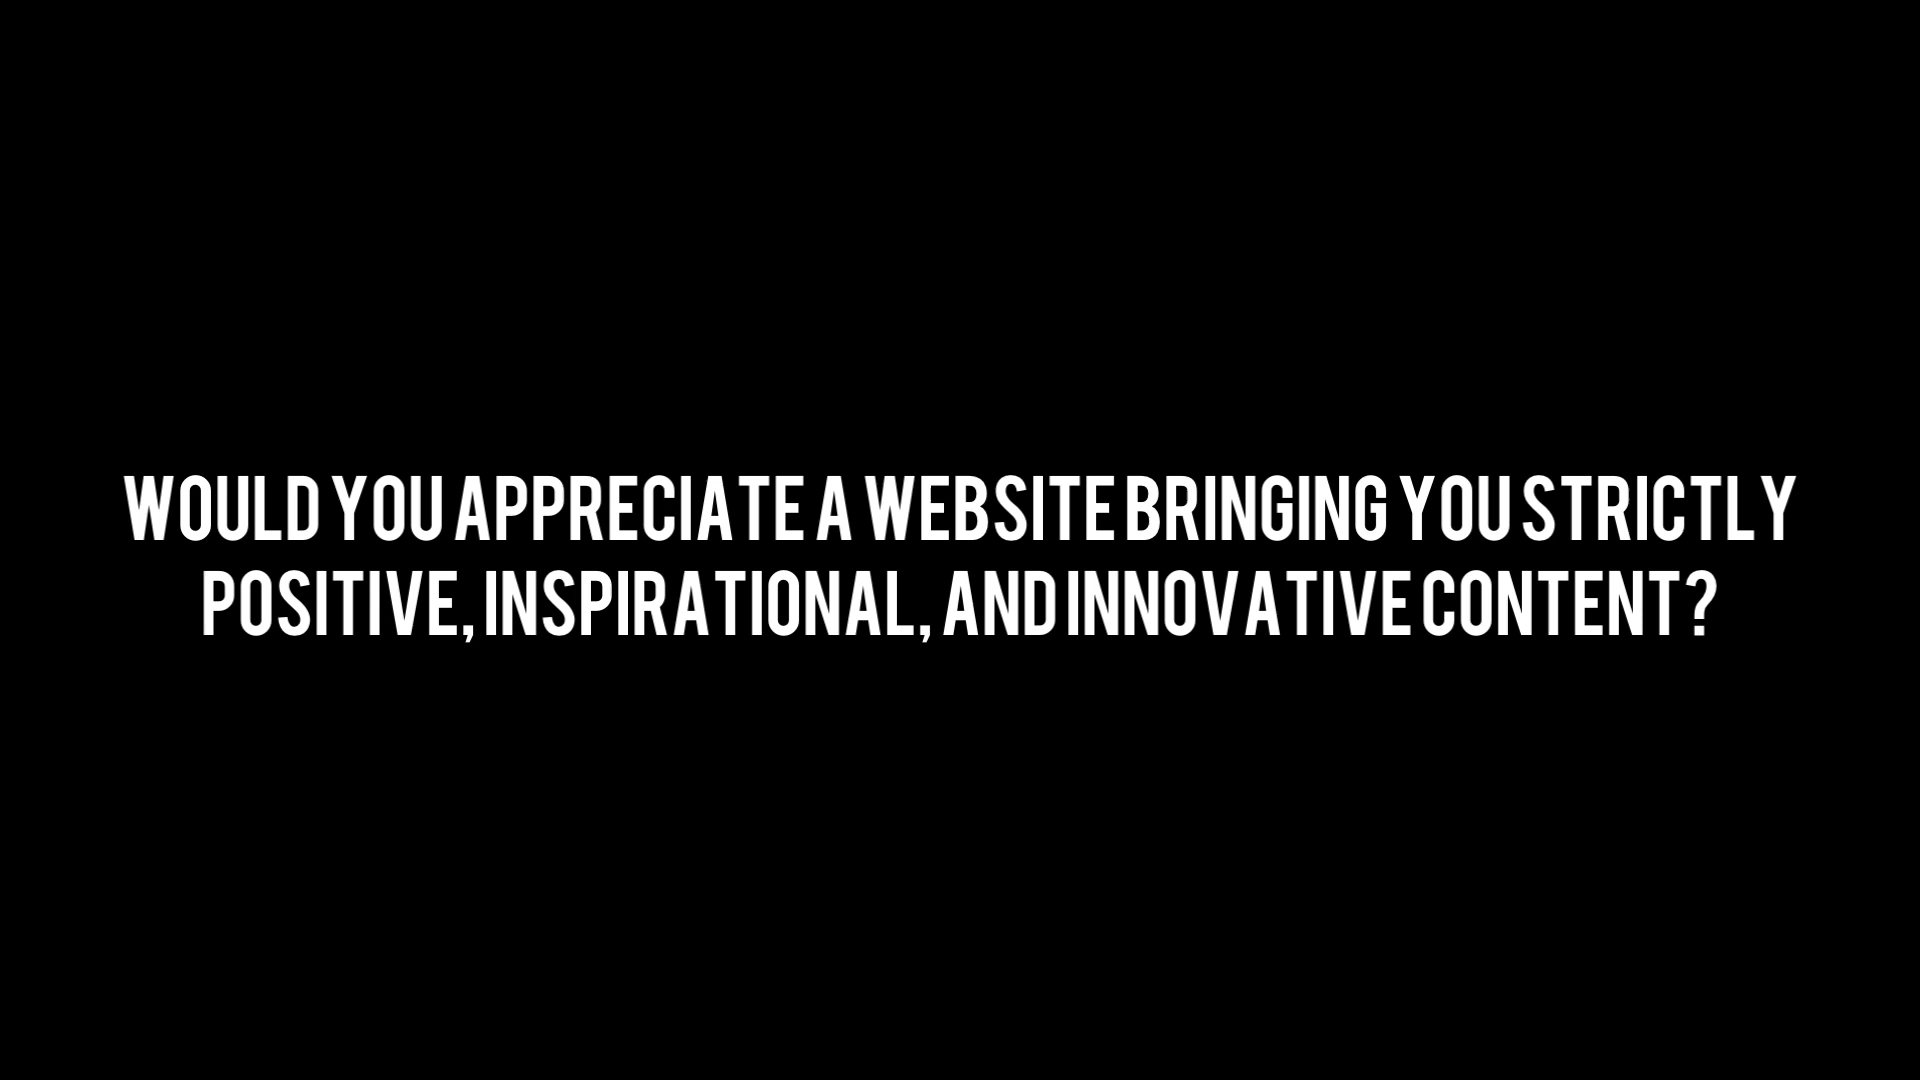 WOULD YOU APPRECIATE A WEBSITE BRINGING YOU STRICTLY
POSITIVE, INSPIRATIONAL, AND INNOVATIVE CONTENT?